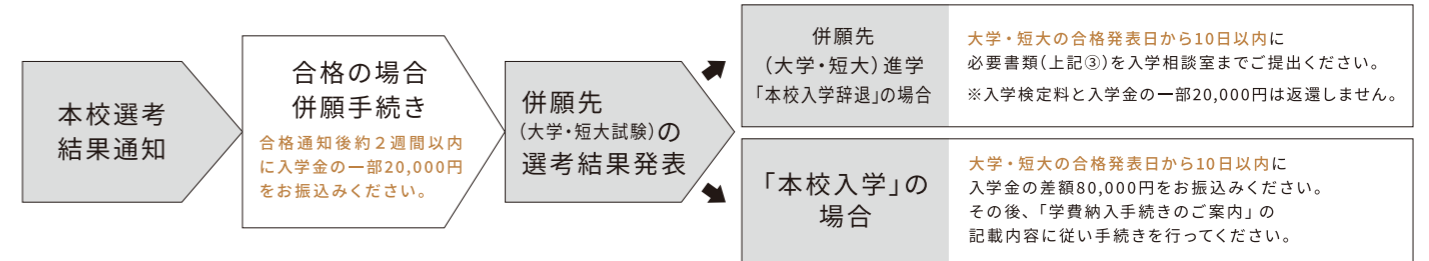 本校選考
結果通知
合格の場合
併願手続き
合格通知後約2週間以内
に入学金の一部20,000円
をお振込みください。
併願先
（大学・短大試験）の
選考結果発表
併願先
（大学・短大）進学
「本校入学辞退」の場合
大学・短大の合格発表日から10日以内に
必要書類（上記③）を入学相談室までご提出ください。
※入学検定料と入学金の一部20,000円は返還しません。
「本校入学」の
場合
大学・短大の合格発表日から10日以内に
入学金の差額80,000円をお振込みください。
その後、「学費納入手続きのご案内」の
記載内容に従い手続きを行ってください。